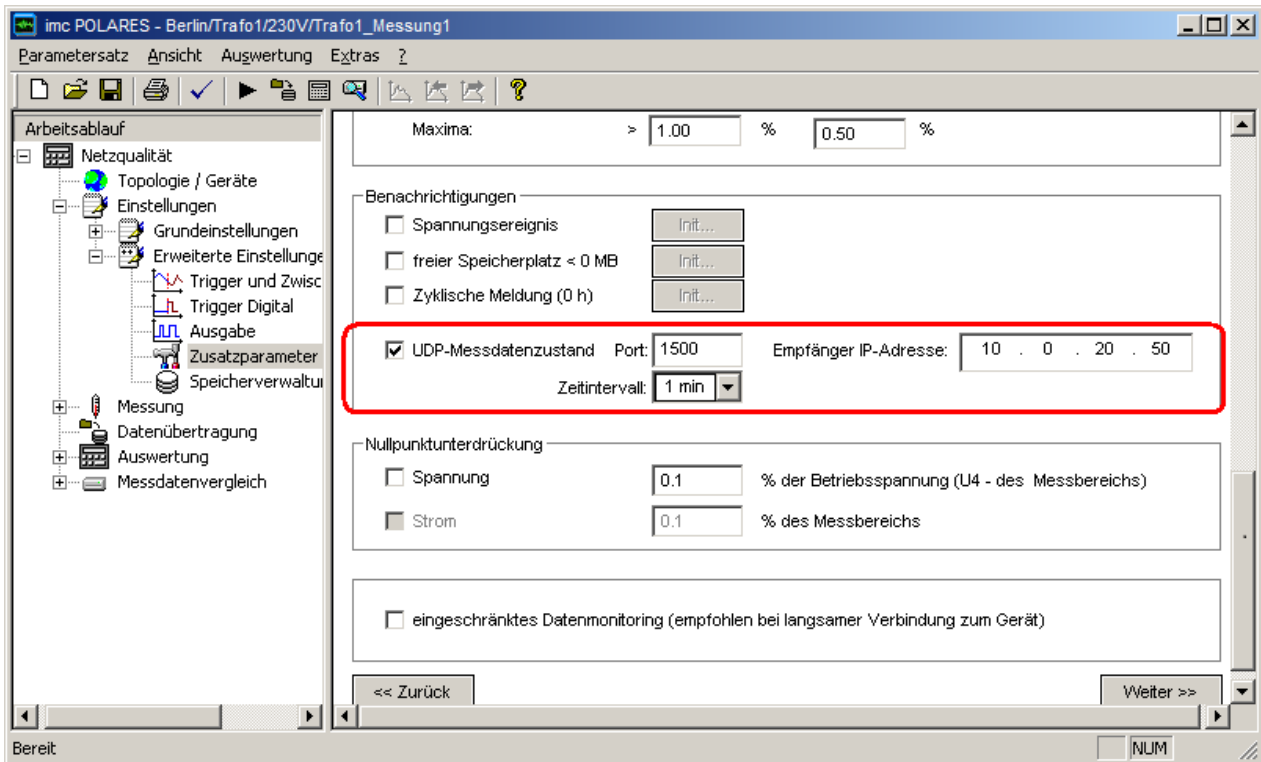 imc POLARES - Berlin/Trafo1/230V/Trafo1_Messung1
Parametersatz Ansicht Auswertung Extras ?
Arbeitsablauf
Netzqualität
Topologie / Geräte
Einstellungen
Grundeinstellungen
Erweiterte Einstellunge
Trigger und Zwisc
Trigger Digital
Ausgabe
Zusatzparameter
Speicherverwaltu
Messung
Datenübertragung
Auswertung
Messdatenvergleich
Maxima: > 1.00 % 0.50 %
Benachrichtigungen
Spannungsereignis Init...
freier Speicherplatz < 0 MB Init...
Zyklische Meldung (0 h) Init...
UDP-Messdatenzustand Port: 1500 Empfänger IP-Adresse: 10 . 0 . 20 . 50
Zeitintervall: 1 min
Nullpunktunterdrückung
Spannung 0.1 % der Betriebsspannung (U4 - des Messbereichs)
Strom 0.1 % des Messbereichs
eingeschränktes Datenmonitoring (empfohlen bei langsamer Verbindung zum Gerät)
<< Zurück Weiter >>
Bereit NUM